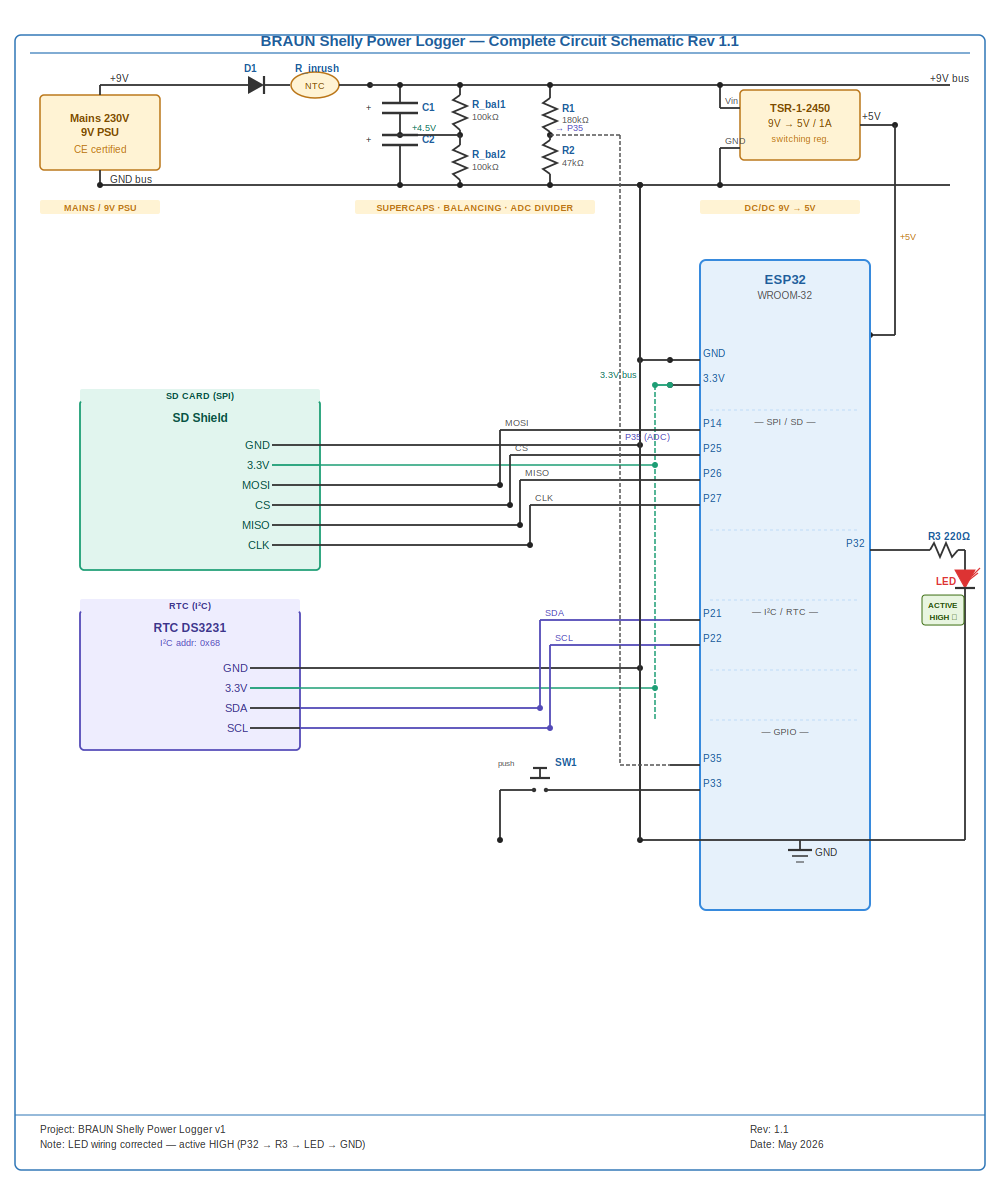 BRAUN Shelly Power Logger — Complete Circuit Schematic Rev 1.1
D1
R_inrush
NTC
+9V
+9V bus
Mains 230V
9V PSU
CE certified
GND bus
+
C1
+4.5V
+
C2
R_bal1
100kΩ
R_bal2
100kΩ
R1
180kΩ
→ P35
R2
47kΩ
Vin
GND
TSR-1-2450
9V → 5V / 1A
switching reg.
+5V
MAINS / 9V PSU
SUPERCAPS · BALANCING · ADC DIVIDER
DC/DC 9V → 5V
+5V
ESP32
WROOM-32
GND
3.3V bus
3.3V
SD CARD (SPI)
SD Shield
GND
3.3V
MOSI
CS
MISO
CLK
MOSI
P35 (ADC)
CS
MISO
CLK
P14
— SPI / SD —
P25
P26
P27
P32
R3 220Ω
LED
ACTIVE
HIGH
RTC (I²C)
RTC DS3231
I²C addr: 0x68
GND
3.3V
SDA
SCL
SDA
SCL
P21
— I²C / RTC —
P22
— GPIO —
P35
P33
push
SW1
GND
Project: BRAUN Shelly Power Logger v1
Note: LED wiring corrected — active HIGH (P32 → R3 → LED → GND)
Rev: 1.1
Date: May 2026